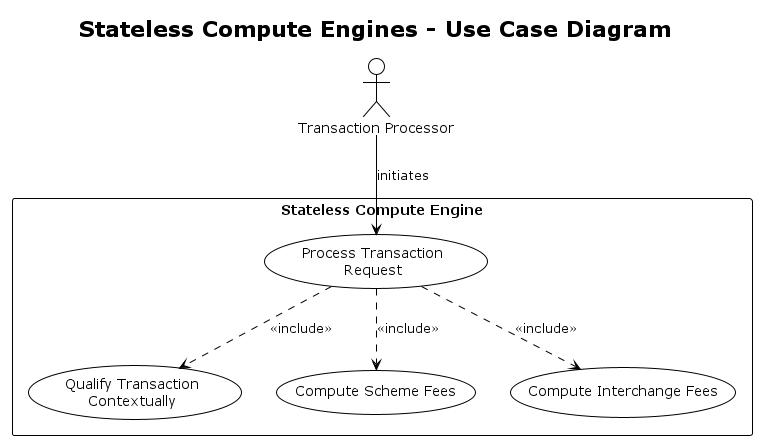 Stateless Compute Engines - Use Case Diagram
Transaction Processor
initiates
Stateless Compute Engine
Process Transaction
Request
«include»
«include»
«include»
Qualify Transaction
Contextually
Compute Scheme Fees
Compute Interchange Fees